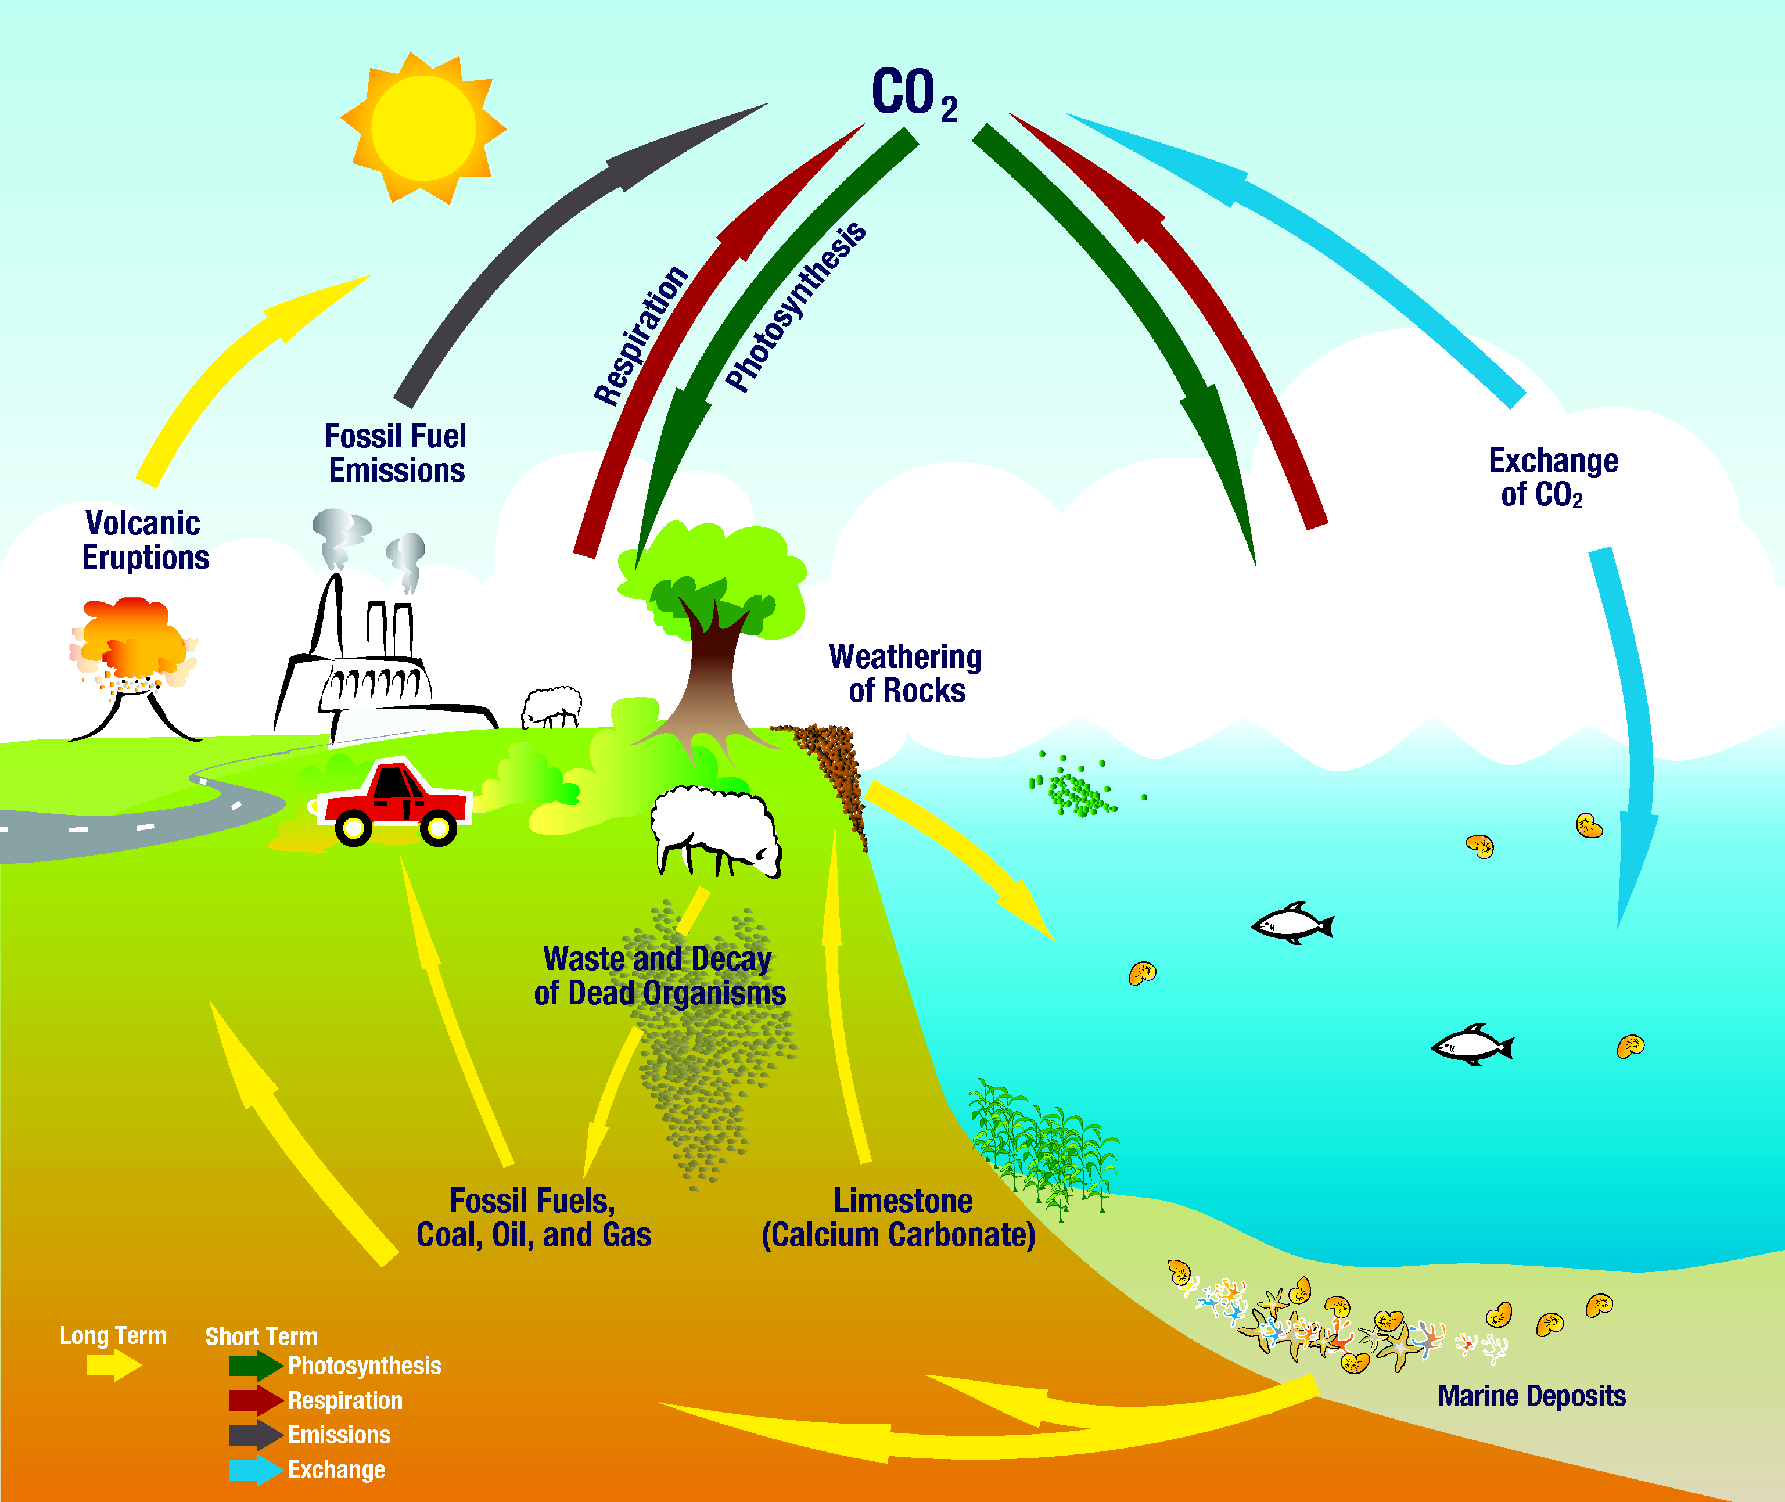 CO₂
Respiration
Photosynthesis
Fossil Fuel
Emissions
Exchange
of CO₂
Volcanic
Eruptions
Weathering
of Rocks
Waste and Decay
of Dead Organisms
Fossil Fuels,
Coal, Oil, and Gas
Limestone
(Calcium Carbonate)
Marine Deposits
Long Term
Short Term
Photosynthesis
Respiration
Emissions
Exchange